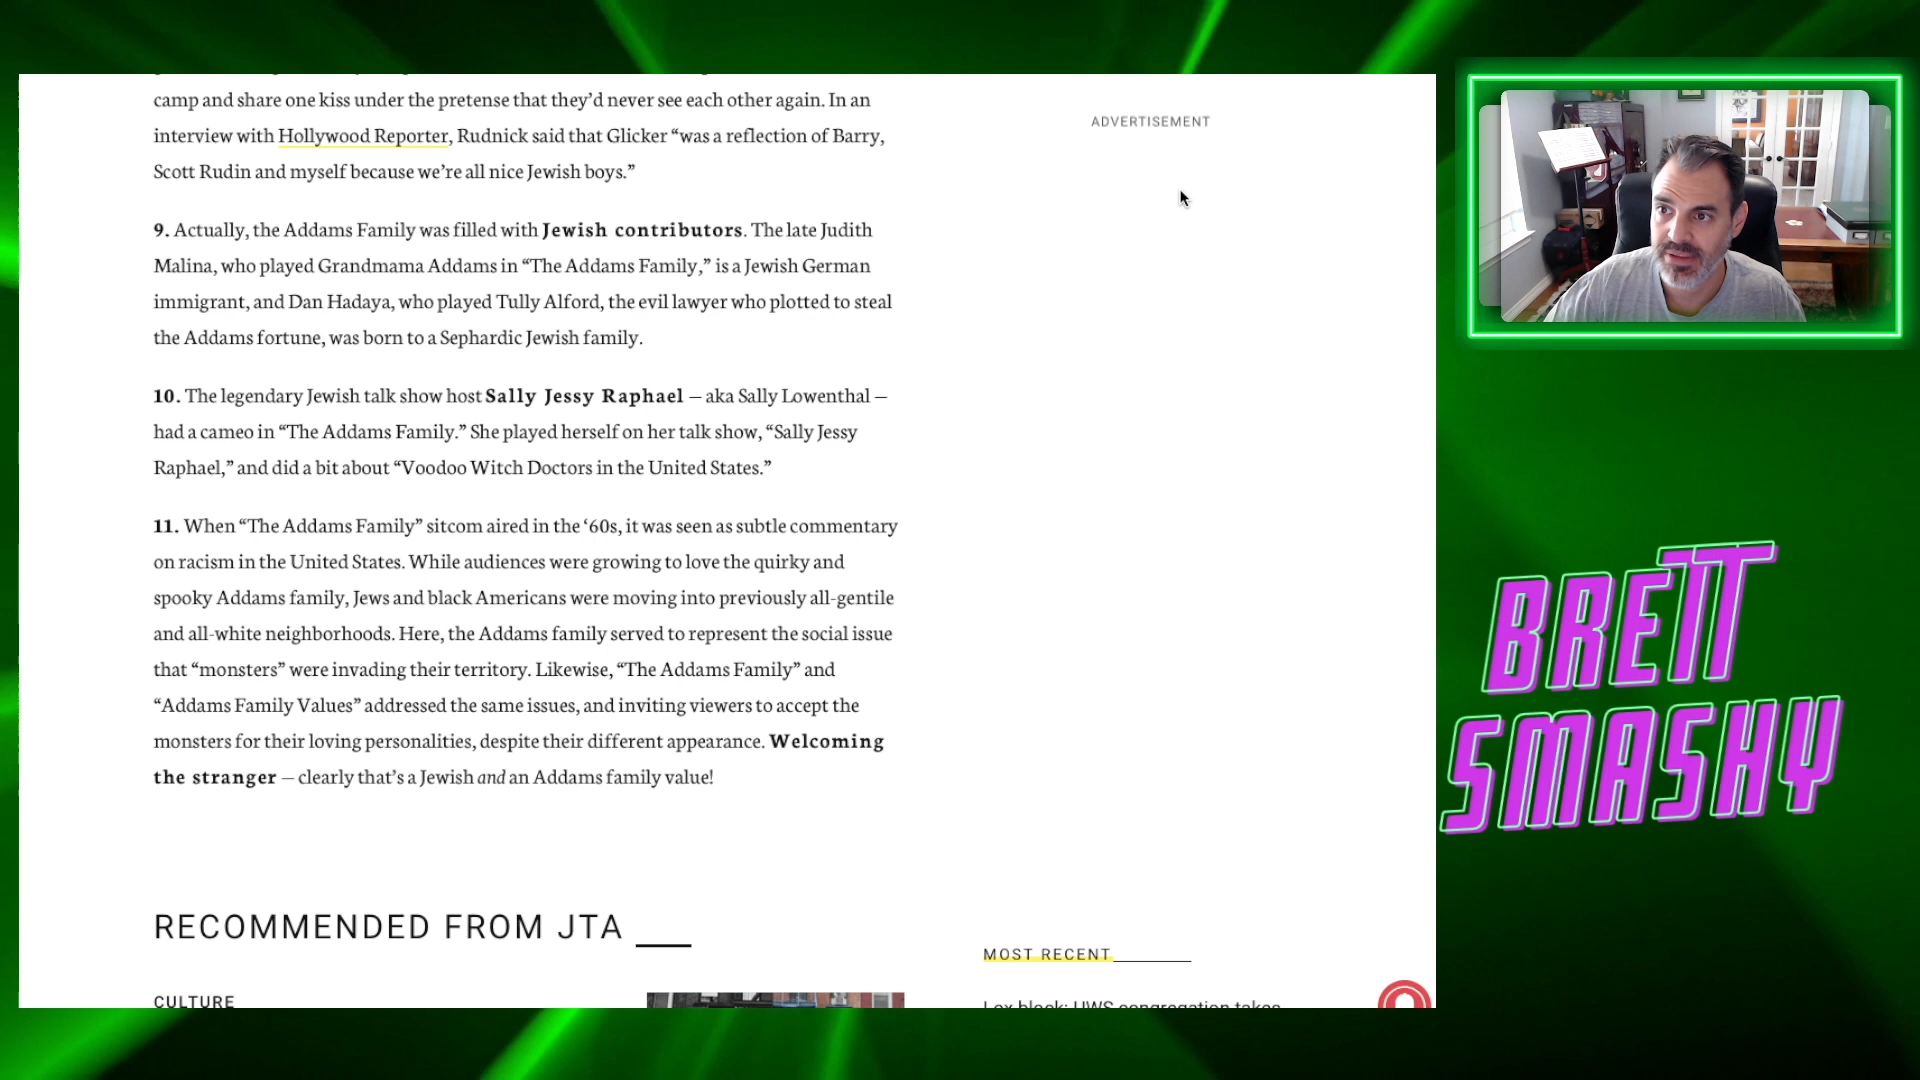 camp and share one kiss under the pretense that they’d never see each other again. In an
interview with Hollywood Reporter, Rudnick said that Glicker “was a reflection of Barry,
Scott Rudin and myself because we’re all nice Jewish boys.”
9. Actually, the Addams Family was filled with Jewish contributors. The late Judith
Malina, who played Grandmama Addams in “The Addams Family,” is a Jewish German
immigrant, and Dan Hadaya, who played Tully Alford, the evil lawyer who plotted to steal
the Addams fortune, was born to a Sephardic Jewish family.
10. The legendary Jewish talk show host Sally Jessy Raphael – aka Sally Lowenthal –
had a cameo in “The Addams Family.” She played herself on her talk show, “Sally Jessy
Raphael,” and did a bit about “Voodoo Witch Doctors in the United States.”
11. When “The Addams Family” sitcom aired in the ‘60s, it was seen as subtle commentary
on racism in the United States. While audiences were growing to love the quirky and
spooky Addams family, Jews and black Americans were moving into previously all-gentile
and all-white neighborhoods. Here, the Addams family served to represent the social issue
that “monsters” were invading their territory. Likewise, “The Addams Family” and
“Addams Family Values” addressed the same issues, and inviting viewers to accept the
monsters for their loving personalities, despite their different appearance. Welcoming
the stranger – clearly that’s a Jewish and an Addams family value!
RECOMMENDED FROM JTA
CULTURE
ADVERTISEMENT
MOST RECENT
Lox block: UWS congregation takes
BRETT
SMASHY